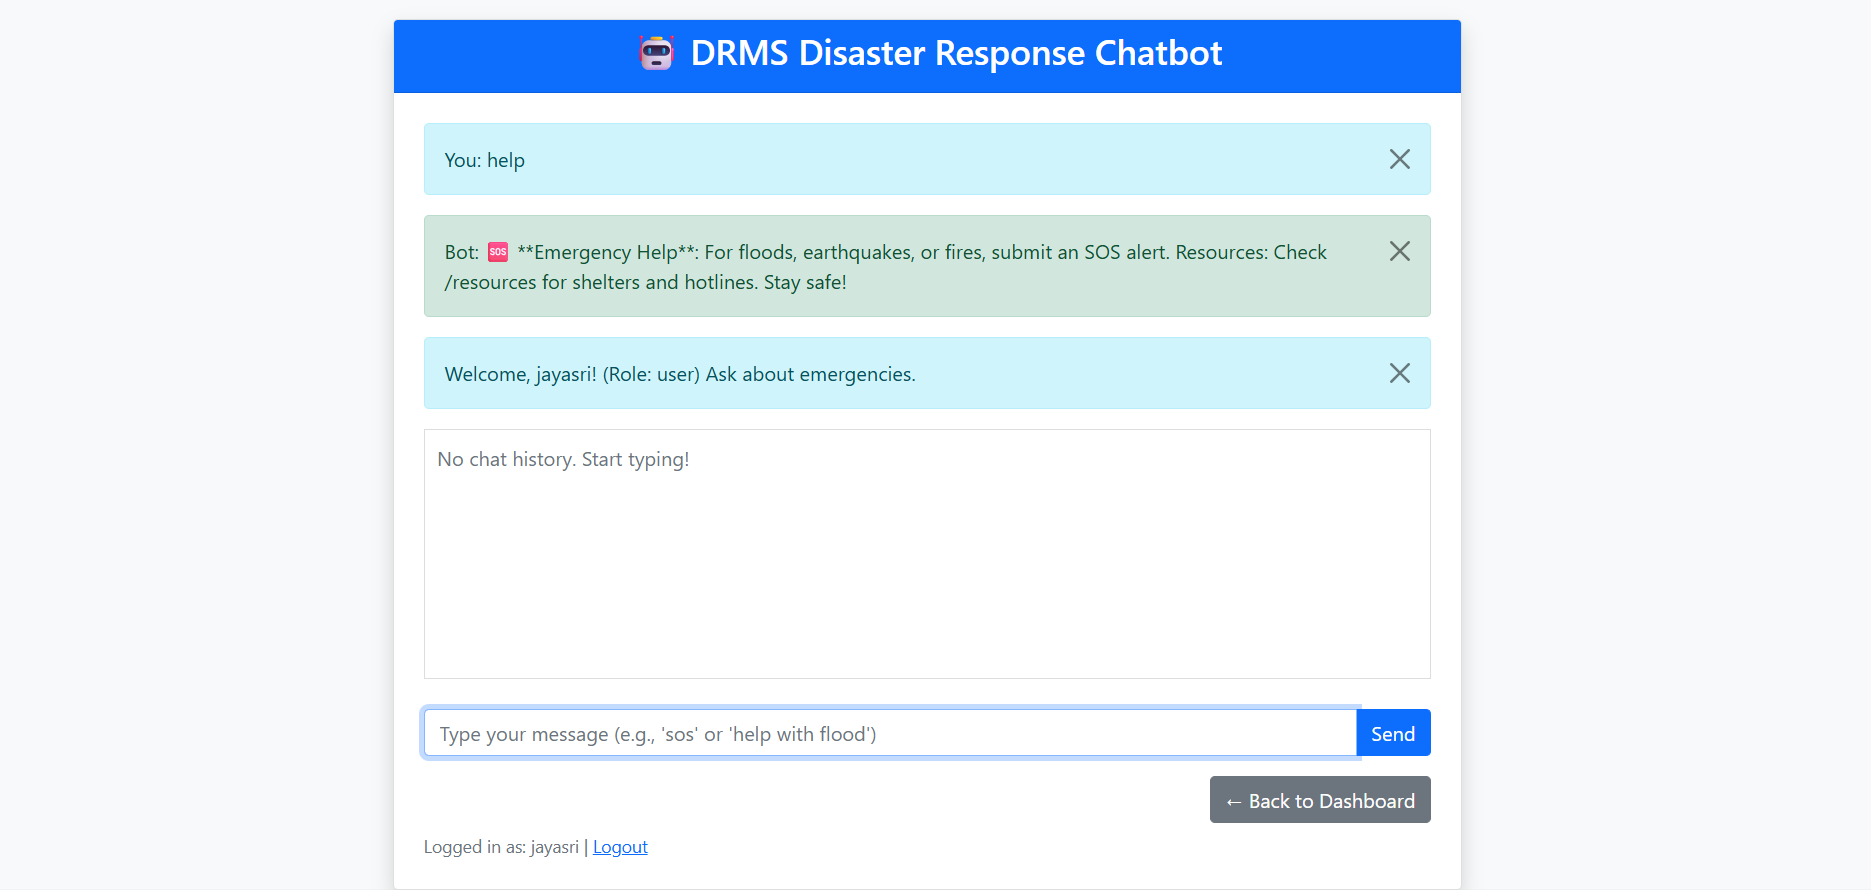 DRMS Disaster Response Chatbot
You: help
Bot: 🆘 **Emergency Help**: For floods, earthquakes, or fires, submit an SOS alert. Resources: Check
/resources for shelters and hotlines. Stay safe!
Welcome, jayasri! (Role: user) Ask about emergencies.
No chat history. Start typing!
Type your message (e.g., 'sos' or 'help with flood')
Send
← Back to Dashboard
Logged in as: jayasri | Logout